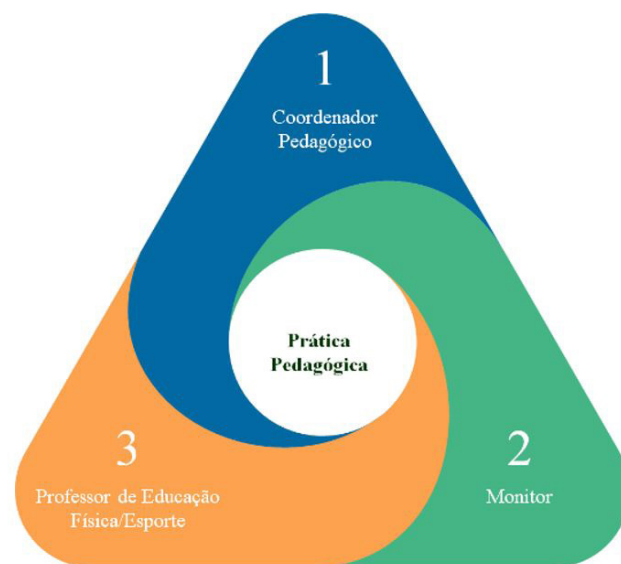 1
Coordenador
Pedagógico
Prática
Pedagógica
3
Professor de Educação
Física/Esporte
2
Monitor